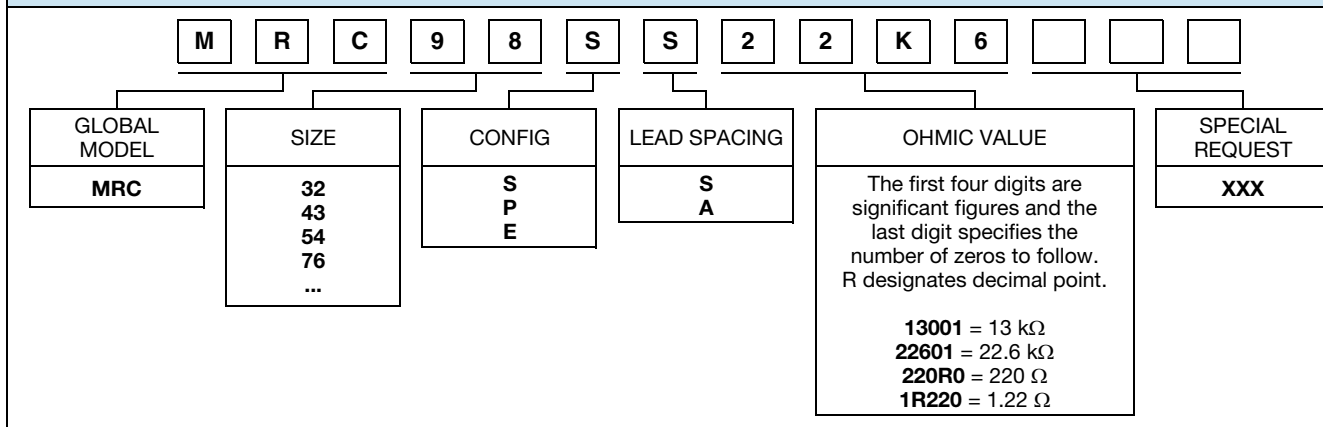 M R C 9 8 S S 2 2 K 6
GLOBAL
MODEL
MRC
SIZE
32
43
54
76
...
CONFIG
S
P
E
LEAD SPACING
S
A
OHMIC VALUE
The first four digits are
significant figures and the
last digit specifies the
number of zeros to follow.
R designates decimal point.
13001 = 13 kΩ
22601 = 22.6 kΩ
220R0 = 220 Ω
1R220 = 1.22 Ω
SPECIAL
REQUEST
XXX